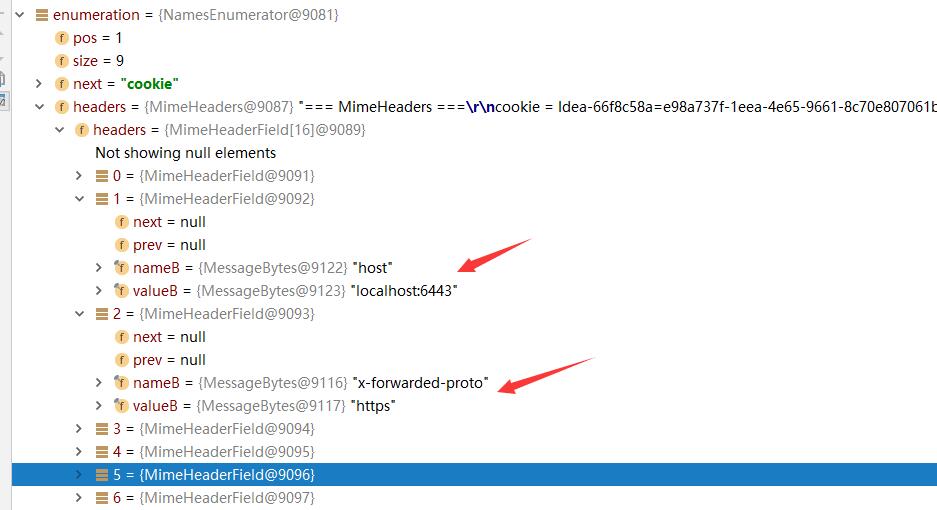 enumeration = {NamesEnumerator@9081}
f pos = 1
f size = 9
f next = "cookie"
f headers = {MimeHeaders@9087} "=== MimeHeaders ===\r\ncookie = Idea-66f8c58a=e98a737f-1eea-4e65-9661-8c70e807061b
f headers = {MimeHeaderField[16]@9089}
Not showing null elements
0 = {MimeHeaderField@9091}
1 = {MimeHeaderField@9092}
f next = null
f prev = null
f nameB = {MessageBytes@9122} "host"
f valueB = {MessageBytes@9123} "localhost:6443"
2 = {MimeHeaderField@9093}
f next = null
f prev = null
f nameB = {MessageBytes@9116} "x-forwarded-proto"
f valueB = {MessageBytes@9117} "https"
3 = {MimeHeaderField@9094}
4 = {MimeHeaderField@9095}
5 = {MimeHeaderField@9096}
6 = {MimeHeaderField@9097}